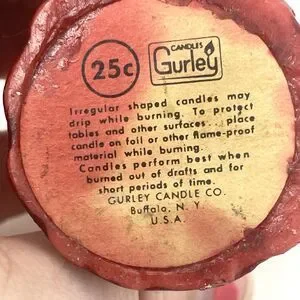 25c
CANDLES
Gurley
Irregular shaped candles may
drip while burning. To protect
tables and other surfaces... place
candle on foil or other flame-proof
material while burning.
Candles perform best when
burned out of drafts and for
short periods of time.
GURLEY CANDLE CO.
Buffalo, N. Y
U.S.A.